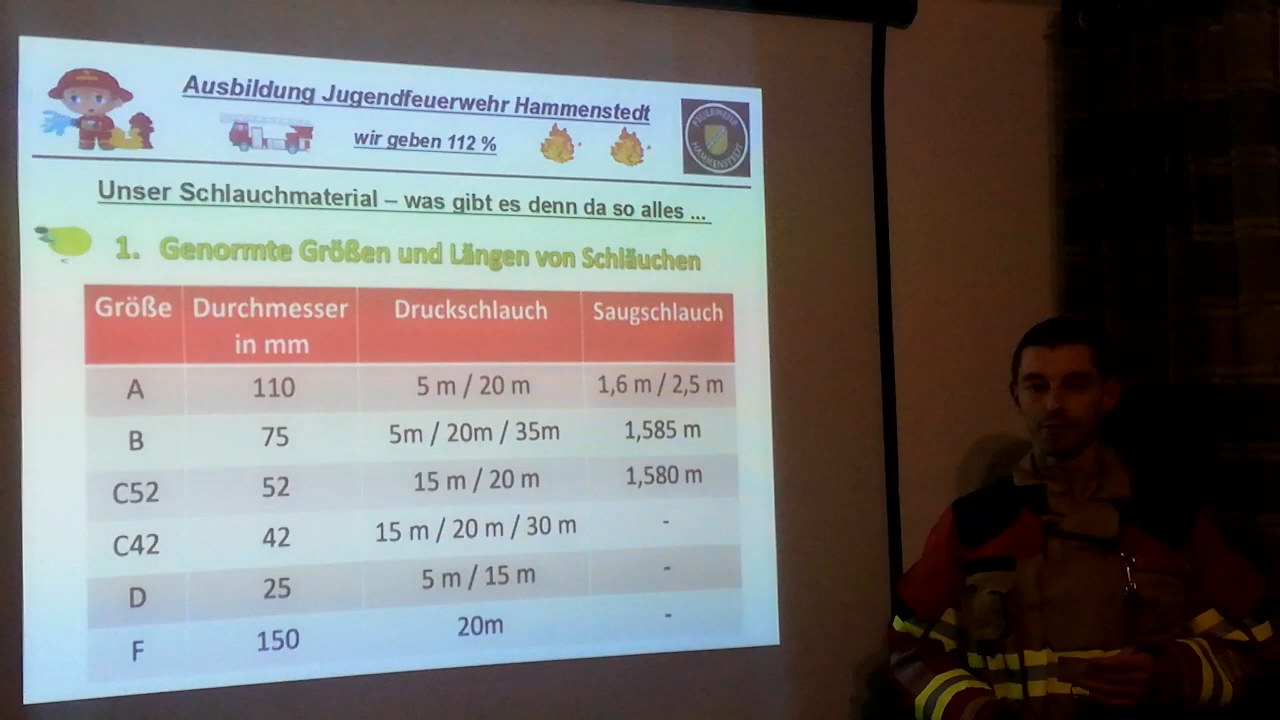 Ausbildung Jugendfeuerwehr Hammenstedt
wir geben 112 %
FEUERWEHR
HAMMENSTEDT
Unser Schlauchmaterial – was gibt es denn da so alles ...
1. Genormte Größen und Längen von Schläuchen
Größe Durchmesser in mm Druckschlauch Saugschlauch
A 110 5 m / 20 m 1,6 m / 2,5 m
B 75 5m / 20m / 35m 1,585 m
C52 52 15 m / 20 m 1,580 m
C42 42 15 m / 20 m / 30 m -
D 25 5 m / 15 m -
F 150 20m -